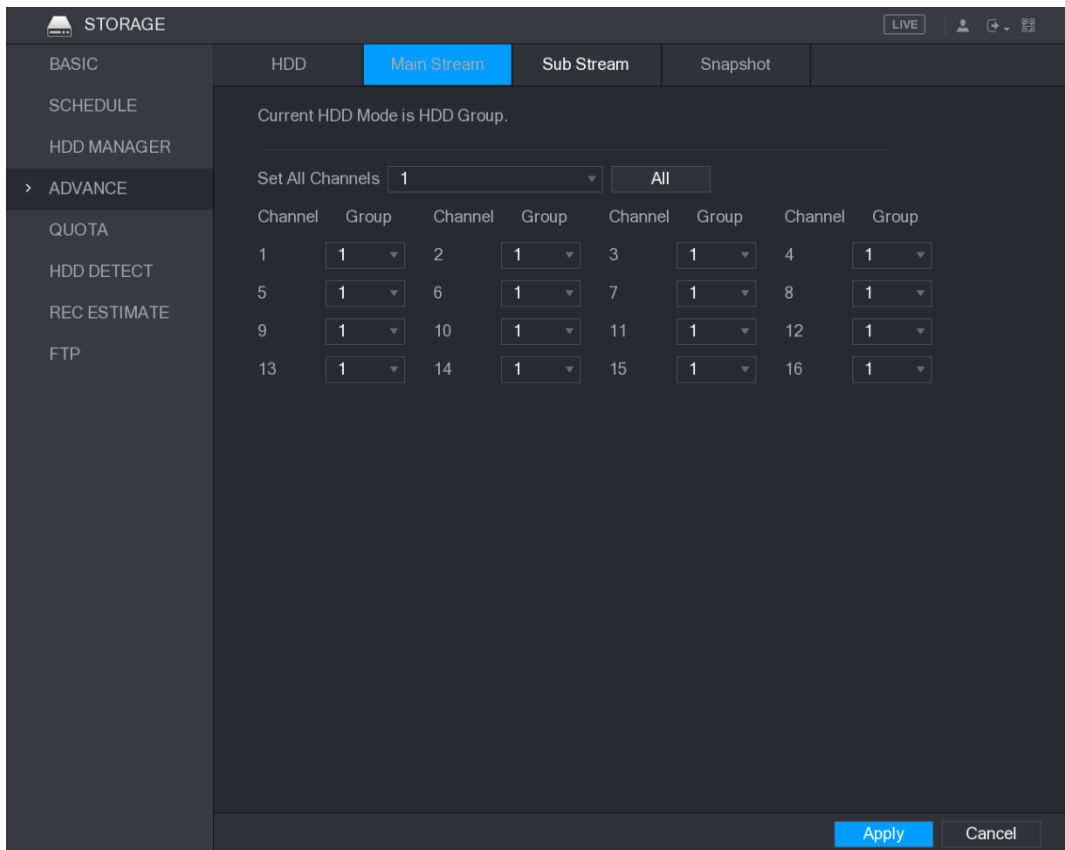 STORAGE LIVE
BASIC
SCHEDULE
HDD MANAGER
> ADVANCE
QUOTA
HDD DETECT
REC ESTIMATE
FTP
HDD Main Stream Sub Stream Snapshot
Current HDD Mode is HDD Group.
Set All Channels 1 All
Channel Group Channel Group Channel Group Channel Group
1 1 2 1 3 1 4 1
5 1 6 1 7 1 8 1
9 1 10 1 11 1 12 1
13 1 14 1 15 1 16 1
Apply Cancel